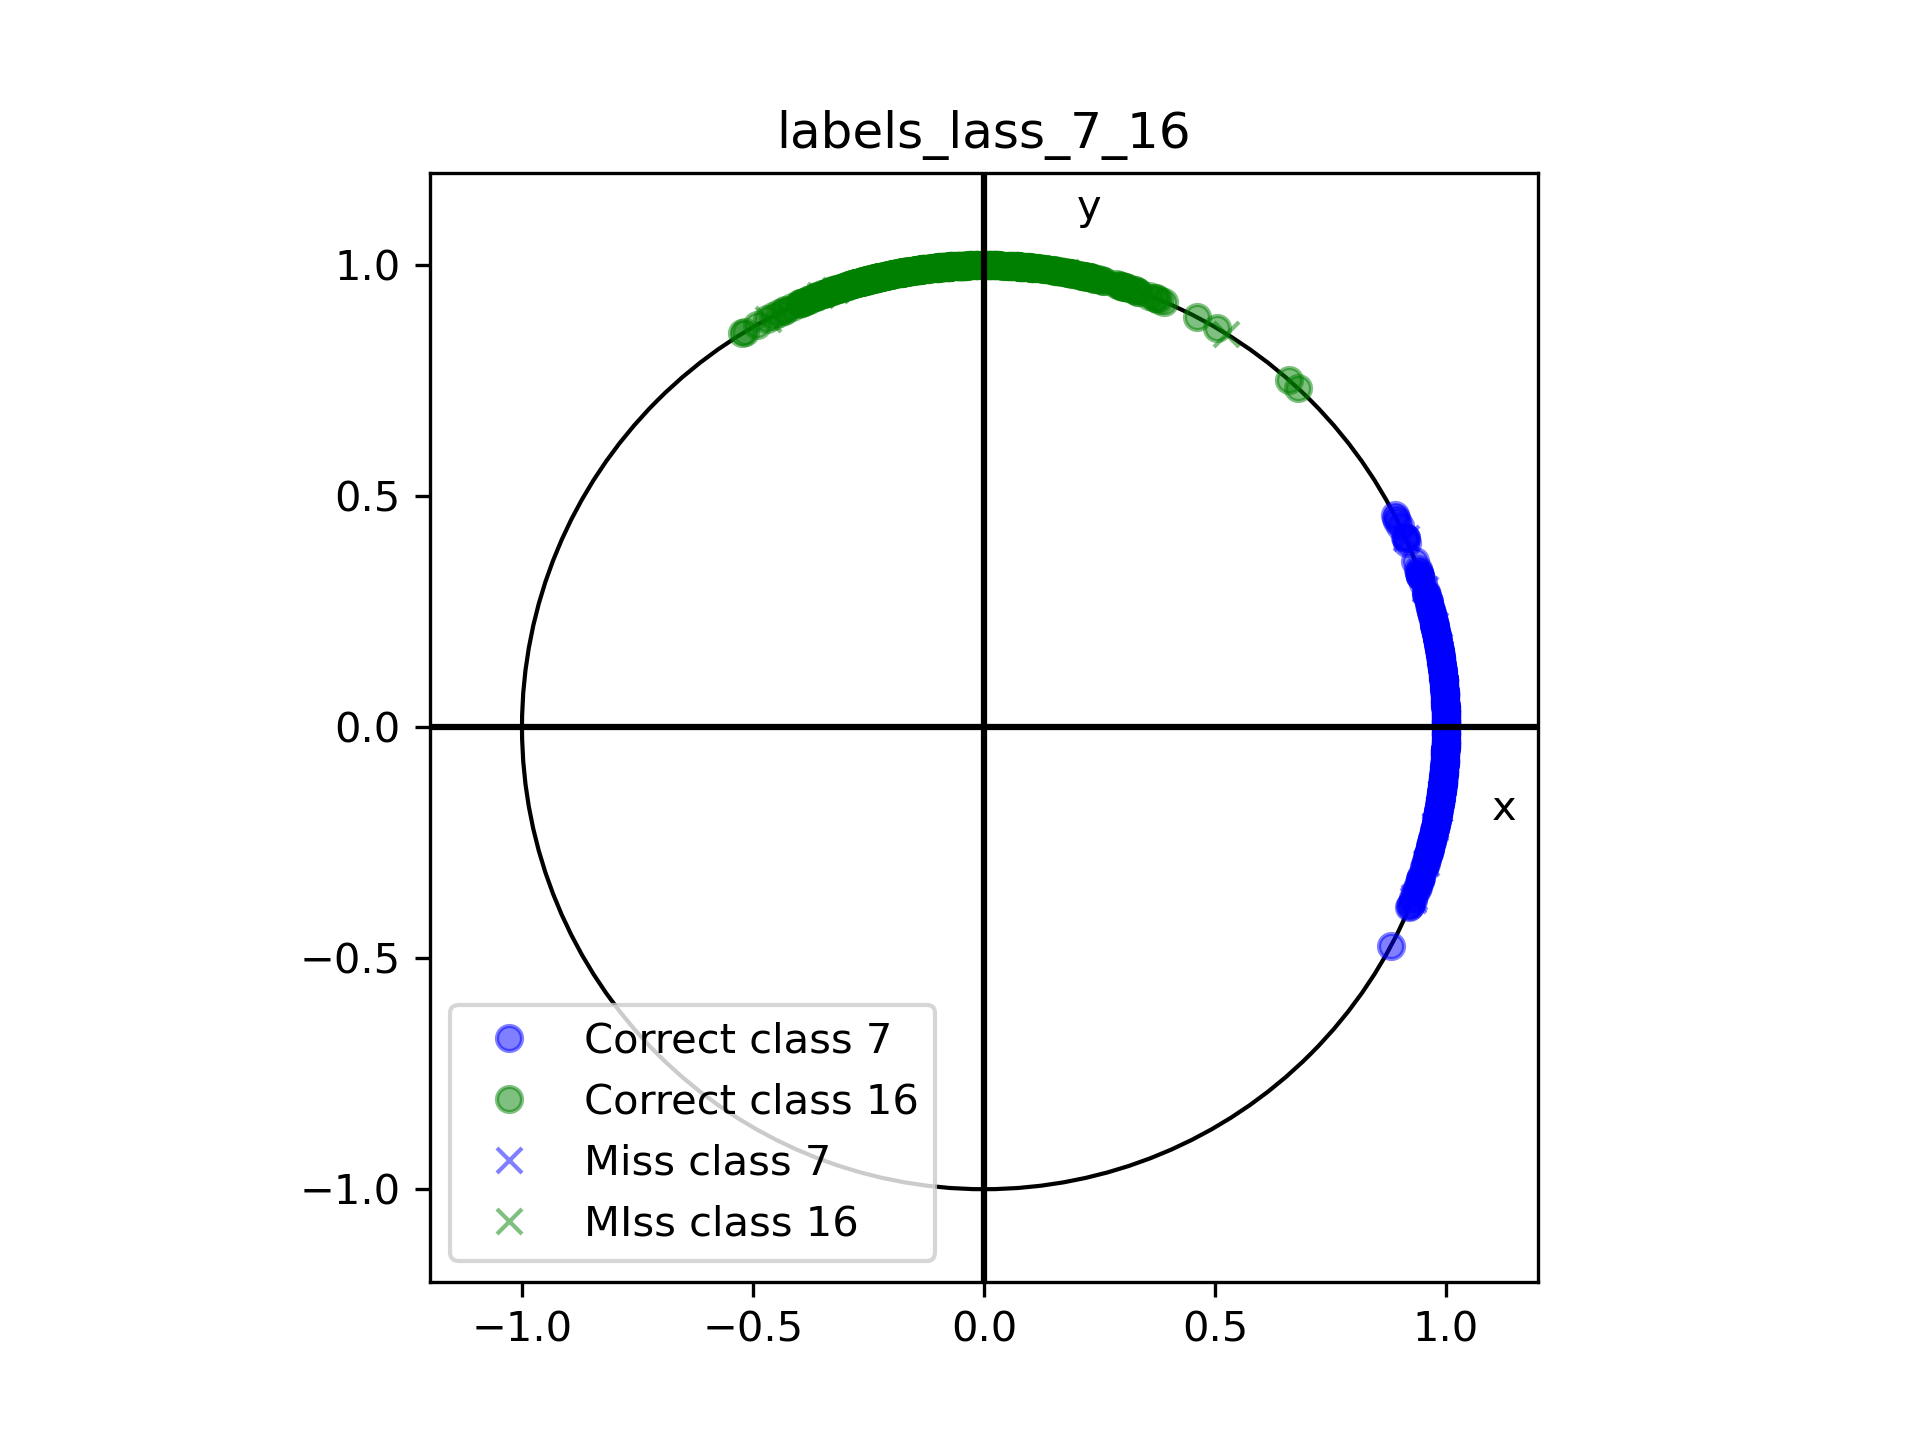 labels_lass_7_16
y
1.0
0.5
0.0
x
−0.5
−1.0
Correct class 7
Correct class 16
Miss class 7
MIss class 16
−1.0 −0.5 0.0 0.5 1.0